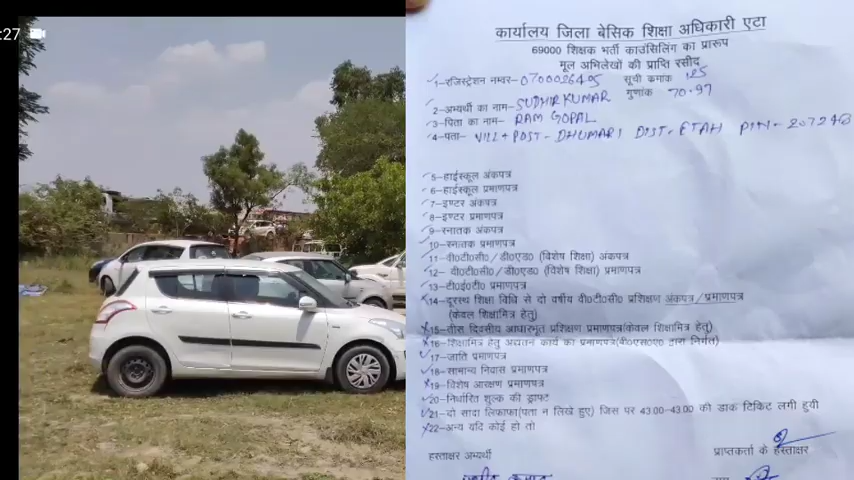 :27
कार्यालय जिला बेसिक शिक्षा अधिकारी एटा
69000 शिक्षक भर्ती काउंसिलिंग का प्रारूप
मूल अभिलेखों की प्राप्ति रसीद
1-रजिस्ट्रेशन नम्बर-0700026495 सूची क्रमांक 125
गुणांक 70.97
2-अभ्यर्थी का नाम-SUDHIR KUMAR
3-पिता का नाम-RAM GOPAL
4-पता- VILL+POST-DHUMARI DIST-ETAH PIN-207248
5-हाईस्कूल अंकपत्र
6-हाईस्कूल प्रमाणपत्र
7-इण्टर अंकपत्र
8-इण्टर प्रमाणपत्र
9-स्नातक अंकपत्र
10-स्नातक प्रमाणपत्र
11-बी0टी0सी0/डी0एड0 (विशेष शिक्षा) अंकपत्र
12- बी0टी0सी0/डी0एड0 (विशेष शिक्षा) प्रमाणपत्र
13-टी0ई0टी0 प्रमाणपत्र
14-दूरस्थ शिक्षा विधि से दो वर्षीय बी0टी0सी0 प्रशिक्षण अंकपत्र/प्रमाणपत्र
(केवल शिक्षामित्र हेतु)
15-तीस दिवसीय आधारभूत प्रशिक्षण प्रमाणपत्र(केवल शिक्षामित्र हेतु)
16-शिक्षामित्र हेतु अद्यतन कार्य का प्रमाणपत्र(बी0एस0ए0 द्वारा निर्गत)
17-जाति प्रमाणपत्र
18-सामान्य निवास प्रमाणपत्र
19-विशेष आरक्षण प्रमाणपत्र
20-निर्धारित शुल्क की ड्राफ्ट
21-दो सादा लिफाफा(पता न लिखे हुए) जिस पर 43.00-43.00 की डाक टिकिट लगी हुयी
22-अन्य यदि कोई हो तो
हस्ताक्षर अभ्यर्थी प्राप्तकर्ता के हस्ताक्षर